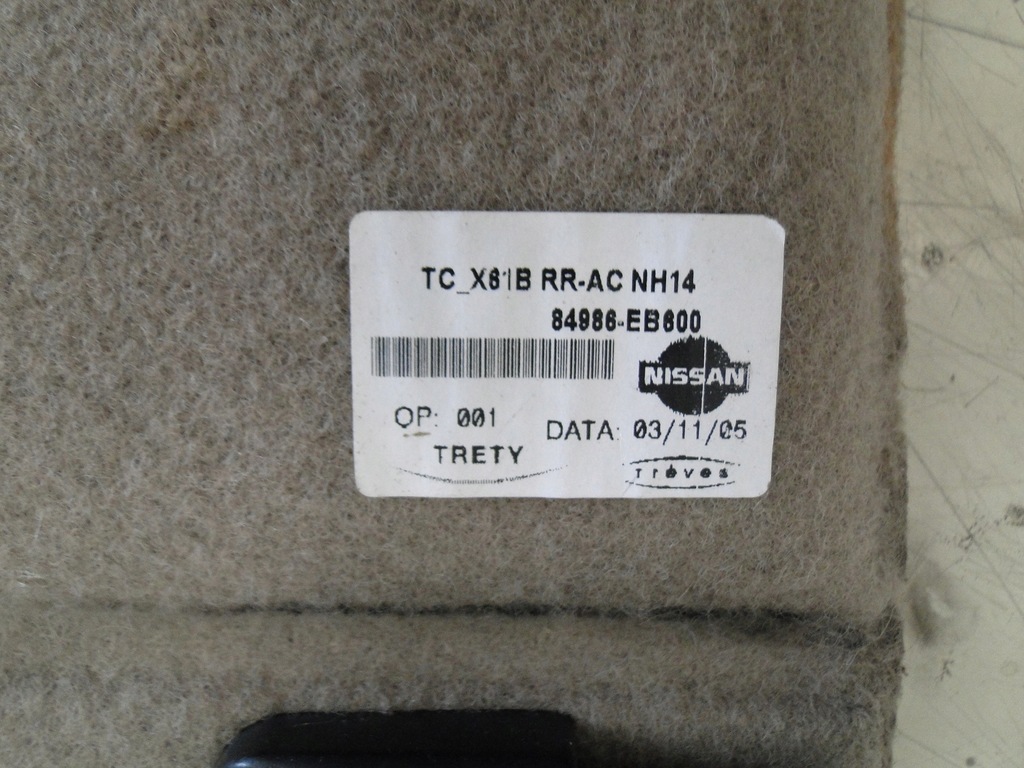 TC_X61B RR-AC NH14
84986-EB600
NISSAN
OP: 001
DATA: 03/11/05
TRETY
Trèves